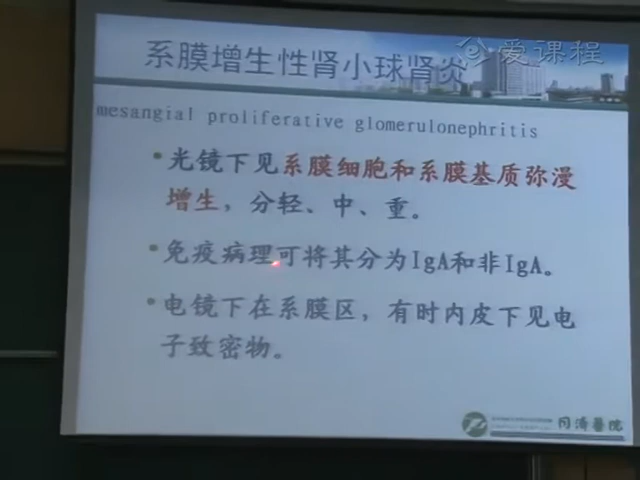 爱课程
系膜增生性肾小球肾炎
mesangial proliferative glomerulonephritis
•光镜下见系膜细胞和系膜基质弥漫
增生，分轻、中、重。
•免疫病理可将其分为IgA和非IgA。
•电镜下在系膜区，有时内皮下见电
子致密物。
同济医院